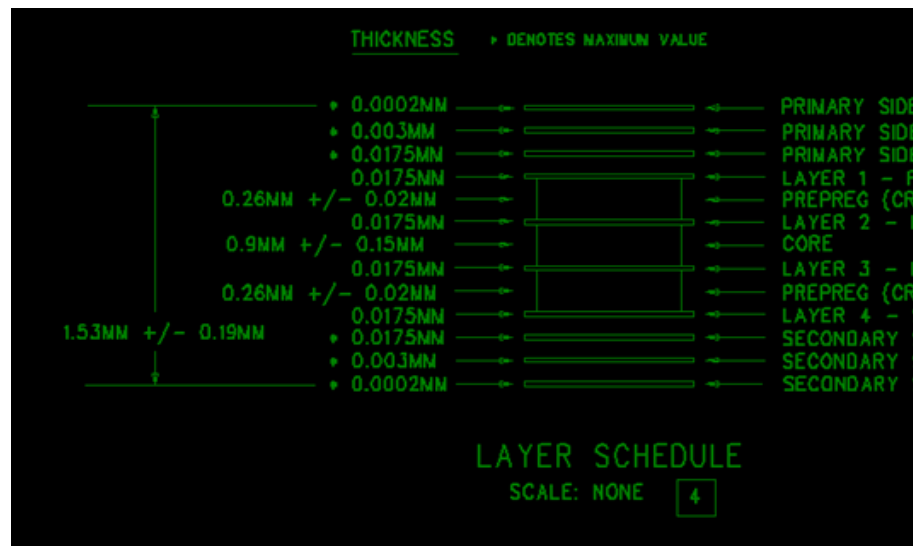 THICKNESS * DENOTES MAXIMUM VALUE
* 0.0002MM PRIMARY SIDE
* 0.003MM PRIMARY SIDE
* 0.0175MM PRIMARY SIDE
0.0175MM LAYER 1 -
0.26MM +/- 0.02MM PREPREG (CR
0.0175MM LAYER 2 -
0.9MM +/- 0.15MM CORE
0.0175MM LAYER 3 -
0.26MM +/- 0.02MM PREPREG (CR
0.0175MM LAYER 4 -
1.53MM +/- 0.19MM
* 0.0175MM SECONDARY
* 0.003MM SECONDARY
* 0.0002MM SECONDARY
LAYER SCHEDULE
SCALE: NONE 4